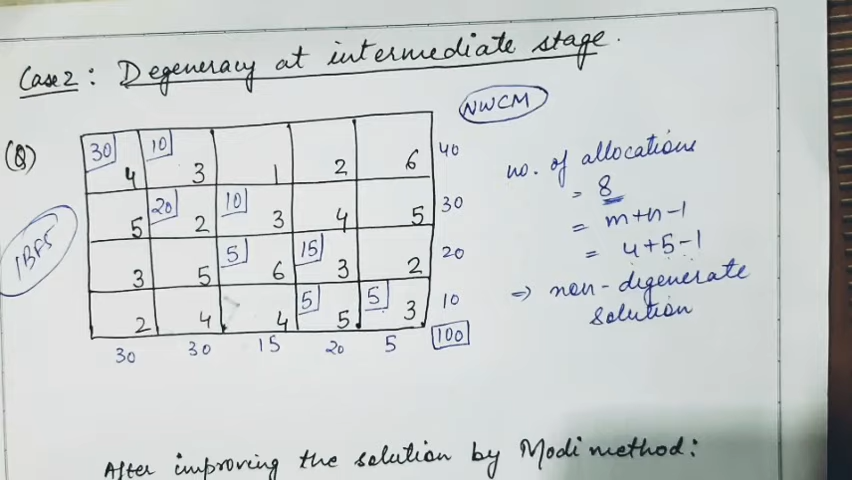 Case 2 : Degeneracy at intermediate stage.
NWCM
(Q)
30 10
4 3 1 2 6 40
20 10
5 2 3 4 5 30
5 15
3 5 6 3 2 20
5 5
2 4 4 5 3 10
30 30 15 20 5 100
IBFS
no. of allocations
= 8
= m+n-1
= 4+5-1
⇒ non-degenerate
solution
After improving the solution by Modi method: